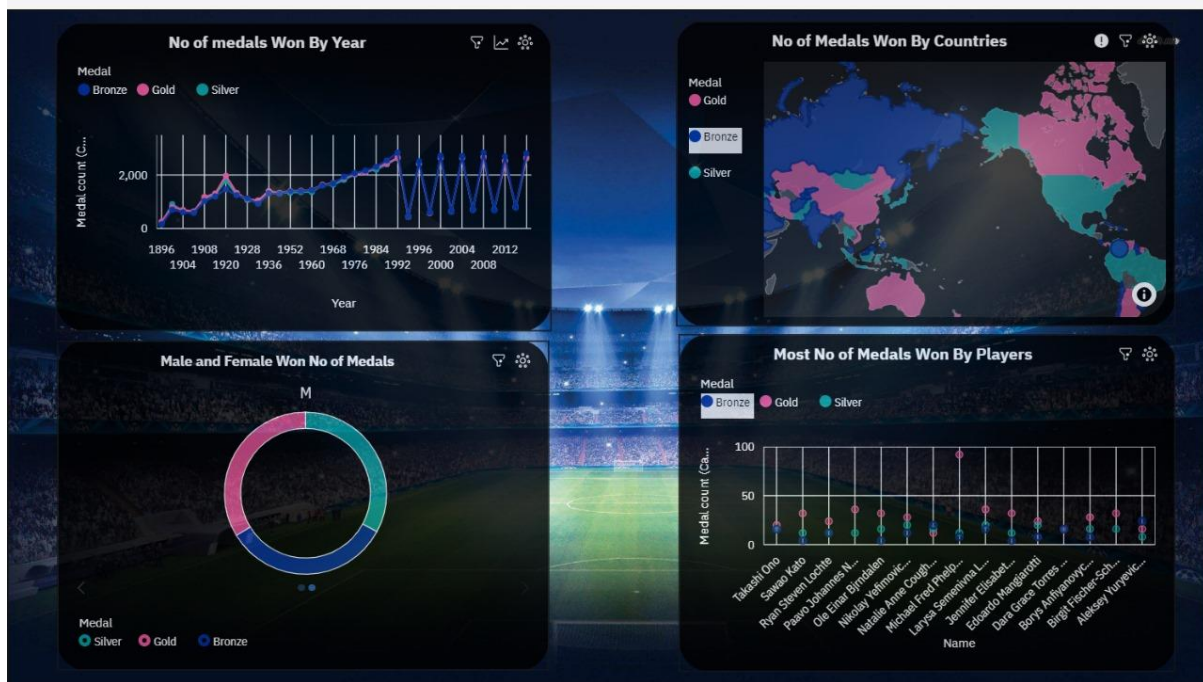 No of medals Won By Year
Medal
Bronze Gold Silver
Medal count (C...
2,000
0
1896 1908 1928 1952 1968 1984 1996 2004 2012
1904 1920 1936 1960 1976 1992 2000 2008
Year
No of Medals Won By Countries
Medal
Gold
Bronze
Silver
Male and Female Won No of Medals
M
Medal
Silver Gold Bronze
Most No of Medals Won By Players
Medal
Bronze Gold Silver
Medal count (Ca...
100
50
0
Takashi Ono
Sawao Kato
Ryan Steven Lochte
Paavo Johannes N...
Ole Einar Bjrndalen
Nikolay Yefimovic...
Natalie Anne Cough...
Michael Fred Phelp...
Larysa Semenivna L...
Jennifer Elisabet...
Edoardo Mangiarotti
Dara Grace Torres ...
Borys Anfiyanovyc...
Birgit Fischer-Sch...
Aleksey Yuryevic...
Name